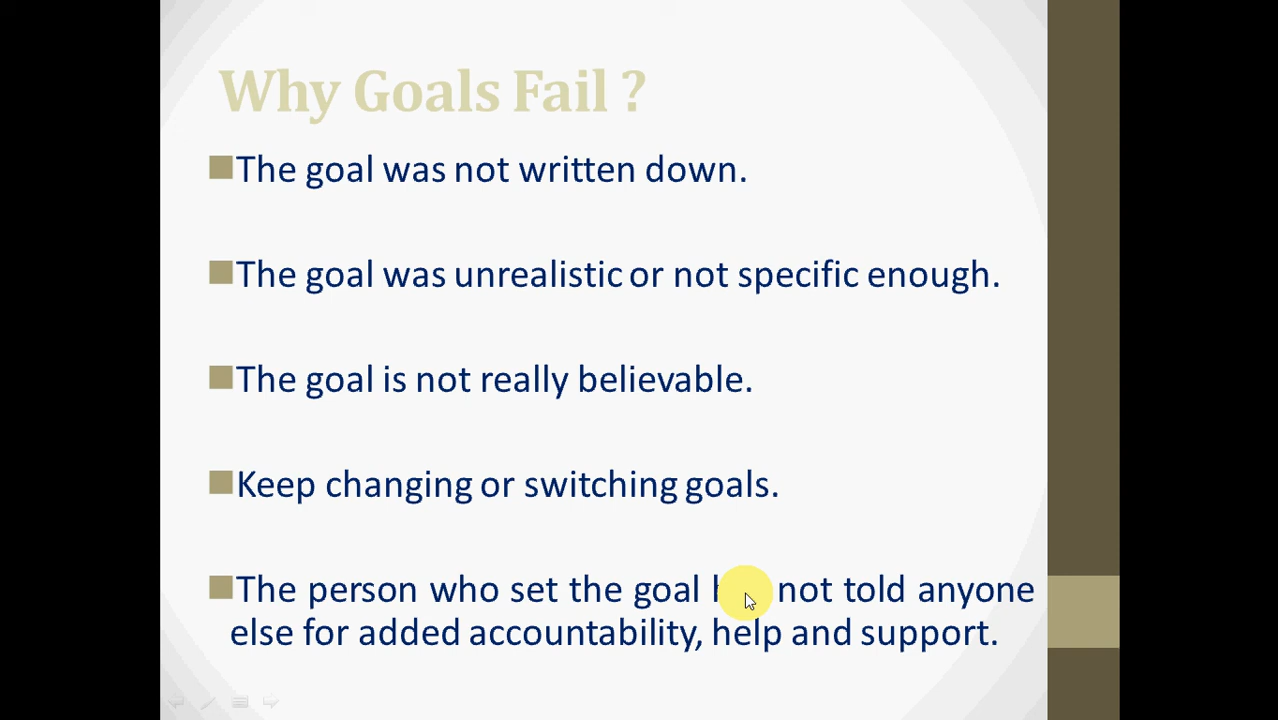 Why Goals Fail ?
The goal was not written down.
The goal was unrealistic or not specific enough.
The goal is not really believable.
Keep changing or switching goals.
The person who set the goal not told anyone
else for added accountability, help and support.